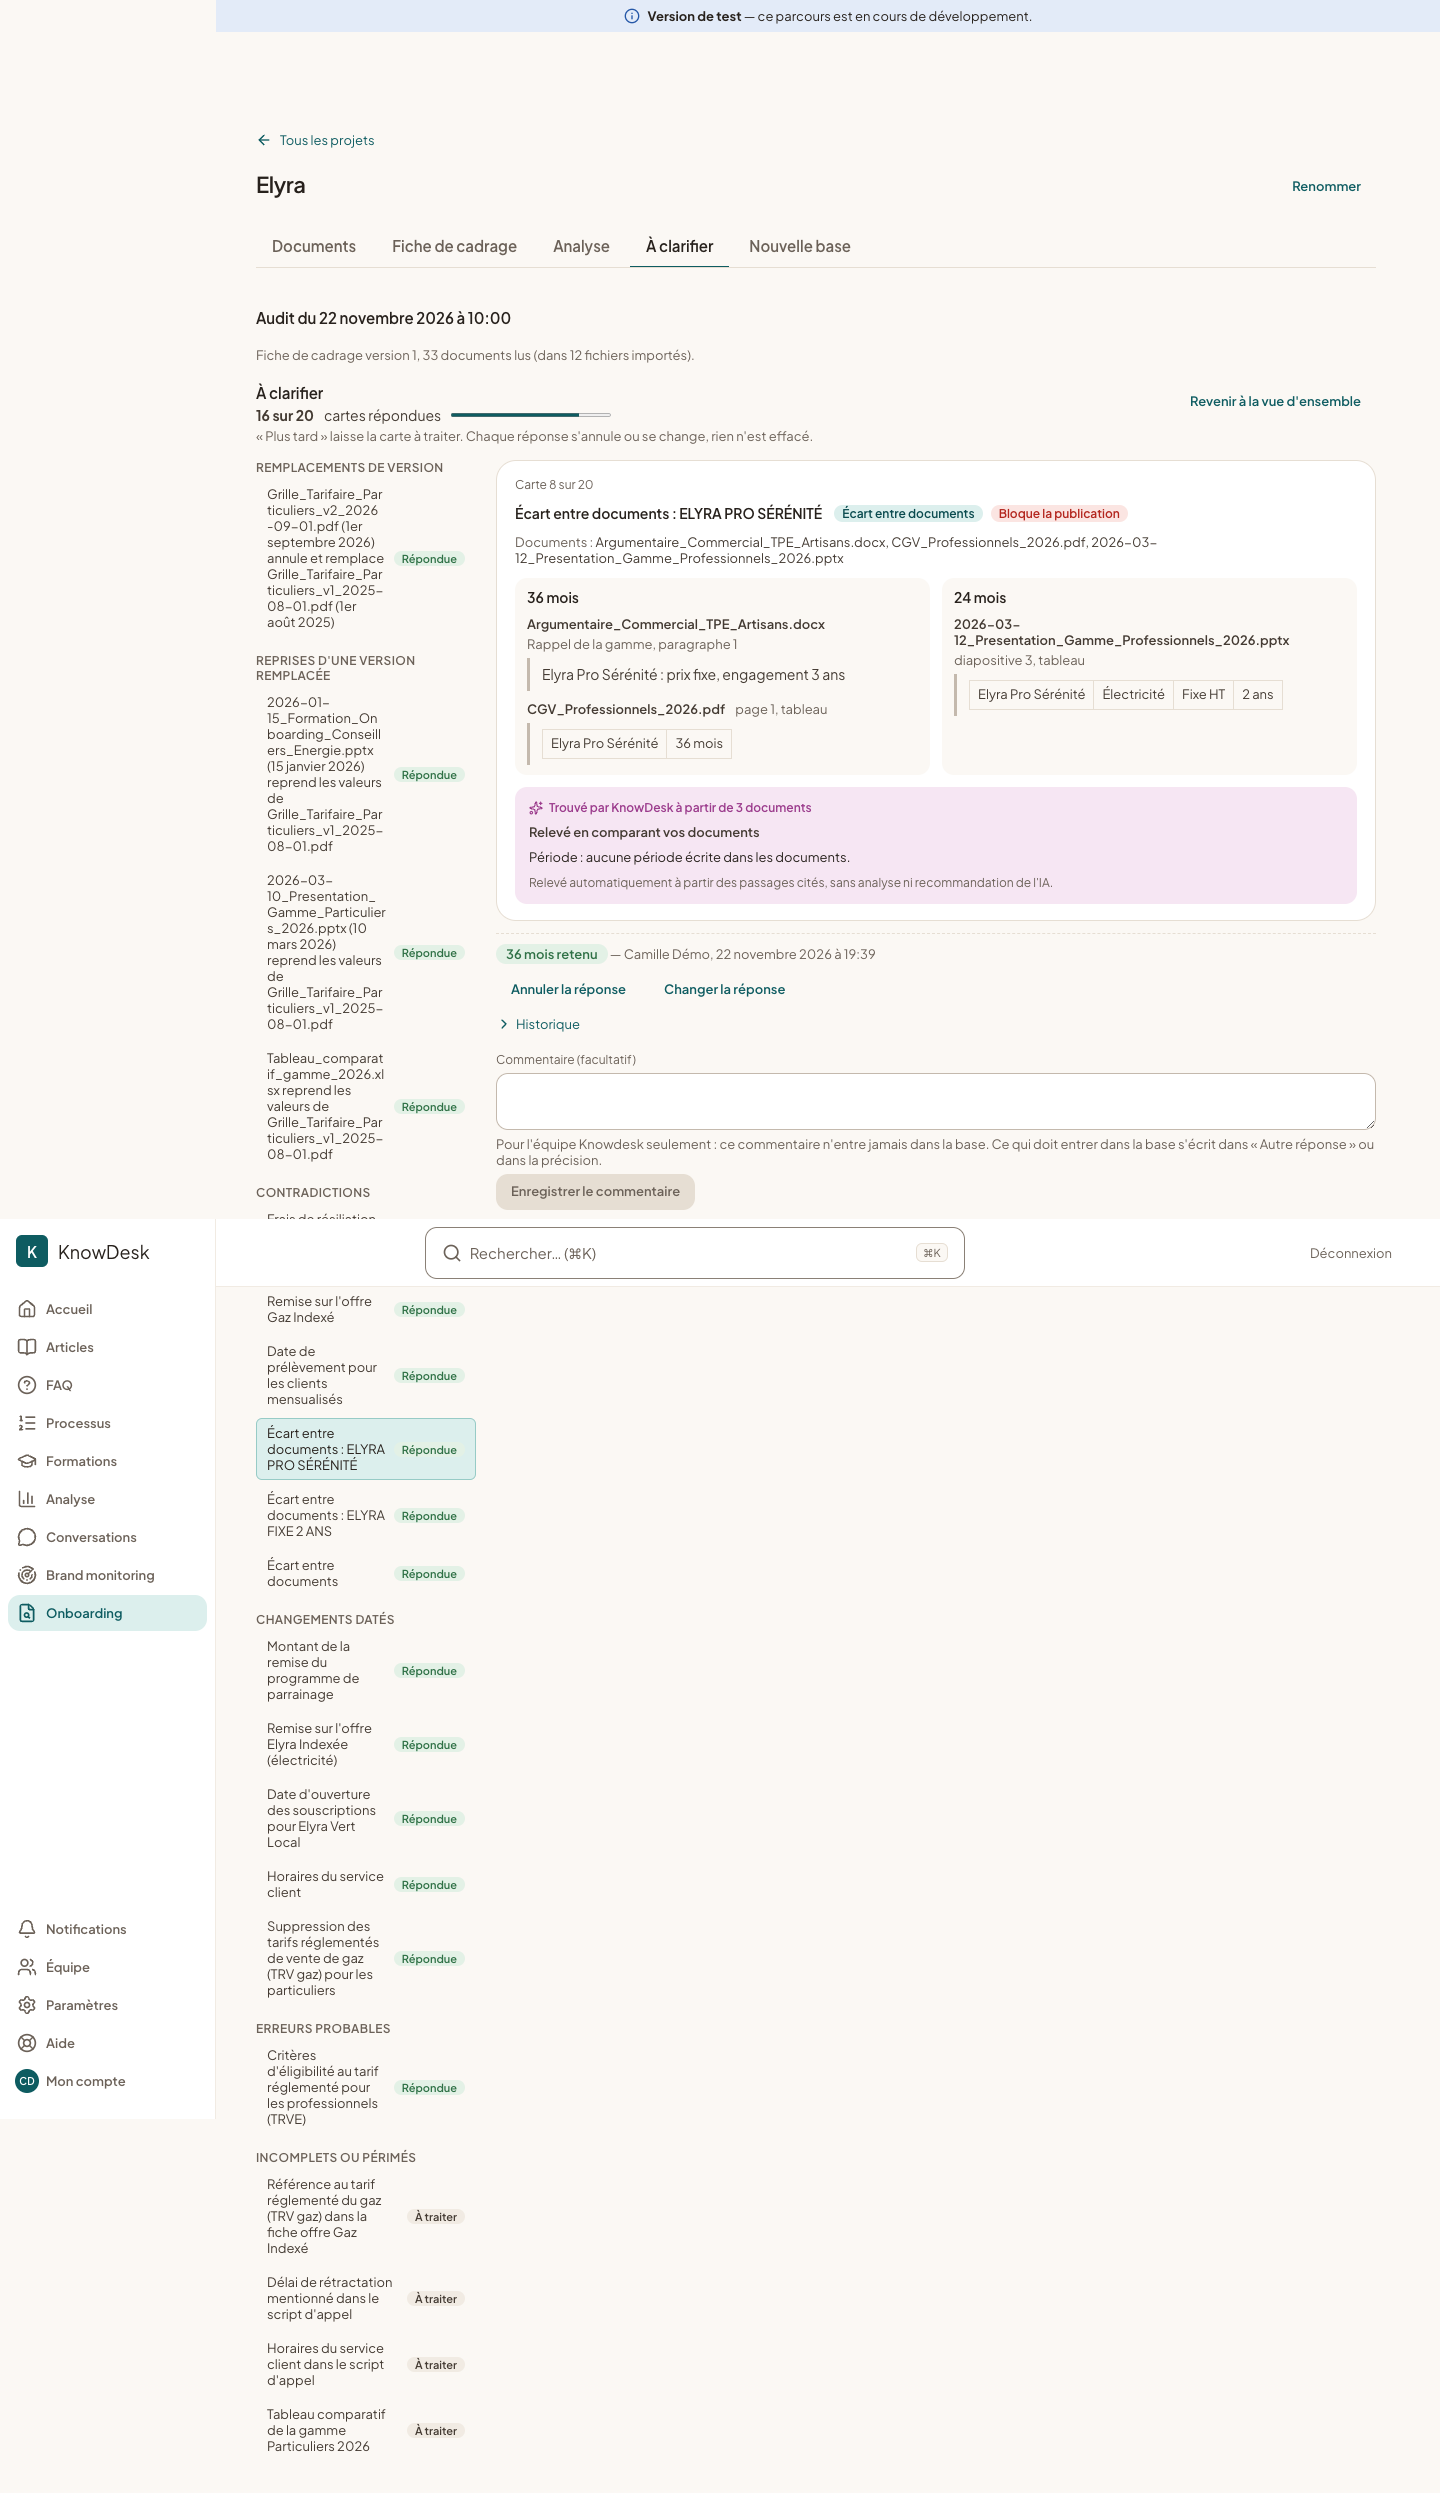 Version de test — ce parcours est en cours de développement.
Tous les projets
Elyra
Renommer
Documents
Fiche de cadrage
Analyse
À clarifier
Nouvelle base
Audit du 22 novembre 2026 à 10:00
Fiche de cadrage version 1, 33 documents lus (dans 12 fichiers importés).
À clarifier
16 sur 20 cartes répondues
Revenir à la vue d'ensemble
« Plus tard » laisse la carte à traiter. Chaque réponse s'annule ou se change, rien n'est effacé.
REMPLACEMENTS DE VERSION
Grille_Tarifaire_Par
ticuliers_v2_2026
-09-01.pdf (1er
septembre 2026)
annule et remplace
Grille_Tarifaire_Par
ticuliers_v1_2025-
08-01.pdf (1er
août 2025)
Répondue
REPRISES D'UNE VERSION
REMPLACÉE
2026-01-
15_Formation_On
boarding_Conseill
ers_Energie.pptx
(15 janvier 2026)
reprend les valeurs
de
Grille_Tarifaire_Par
ticuliers_v1_2025-
08-01.pdf
Répondue
2026-03-
10_Presentation_
Gamme_Particulier
s_2026.pptx (10
mars 2026)
reprend les valeurs
de
Grille_Tarifaire_Par
ticuliers_v1_2025-
08-01.pdf
Répondue
Tableau_comparat
if_gamme_2026.xl
sx reprend les
valeurs de
Grille_Tarifaire_Par
ticuliers_v1_2025-
08-01.pdf
Répondue
CONTRADICTIONS
Carte 8 sur 20
Écart entre documents : ELYRA PRO SÉRÉNITÉ
Écart entre documents
Bloque la publication
Documents : Argumentaire_Commercial_TPE_Artisans.docx, CGV_Professionnels_2026.pdf, 2026-03-
12_Presentation_Gamme_Professionnels_2026.pptx
36 mois
Argumentaire_Commercial_TPE_Artisans.docx
Rappel de la gamme, paragraphe 1
Elyra Pro Sérénité : prix fixe, engagement 3 ans
CGV_Professionnels_2026.pdf page 1, tableau
Elyra Pro Sérénité 36 mois
24 mois
2026-03-
12_Presentation_Gamme_Professionnels_2026.pptx
diapositive 3, tableau
Elyra Pro Sérénité Électricité Fixe HT 2 ans
Trouvé par KnowDesk à partir de 3 documents
Relevé en comparant vos documents
Période : aucune période écrite dans les documents.
Relevé automatiquement à partir des passages cités, sans analyse ni recommandation de l'IA.
36 mois retenu — Camille Démo, 22 novembre 2026 à 19:39
Annuler la réponse
Changer la réponse
Historique
Commentaire (facultatif)
Pour l'équipe Knowdesk seulement : ce commentaire n'entre jamais dans la base. Ce qui doit entrer dans la base s'écrit dans « Autre réponse » ou
dans la précision.
Enregistrer le commentaire
K KnowDesk
Rechercher... (⌘K)
⌘K
Déconnexion
Accueil
Articles
FAQ
Processus
Formations
Analyse
Conversations
Brand monitoring
Onboarding
Notifications
Équipe
Paramètres
Aide
CD Mon compte
Remise sur l'offre
Gaz Indexé
Répondue
Date de
prélèvement pour
les clients
mensualisés
Répondue
Écart entre
documents : ELYRA
PRO SÉRÉNITÉ
Répondue
Écart entre
documents : ELYRA
FIXE 2 ANS
Répondue
Écart entre
documents
Répondue
CHANGEMENTS DATÉS
Montant de la
remise du
programme de
parrainage
Répondue
Remise sur l'offre
Elyra Indexée
(électricité)
Répondue
Date d'ouverture
des souscriptions
pour Elyra Vert
Local
Répondue
Horaires du service
client
Répondue
Suppression des
tarifs réglementés
de vente de gaz
(TRV gaz) pour les
particuliers
Répondue
ERREURS PROBABLES
Critères
d'éligibilité au tarif
réglementé pour
les professionnels
(TRVE)
Répondue
INCOMPLETS OU PÉRIMÉS
Référence au tarif
réglementé du gaz
(TRV gaz) dans la
fiche offre Gaz
Indexé
À traiter
Délai de rétractation
mentionné dans le
script d'appel
À traiter
Horaires du service
client dans le script
d'appel
À traiter
Tableau comparatif
de la gamme
Particuliers 2026
À traiter